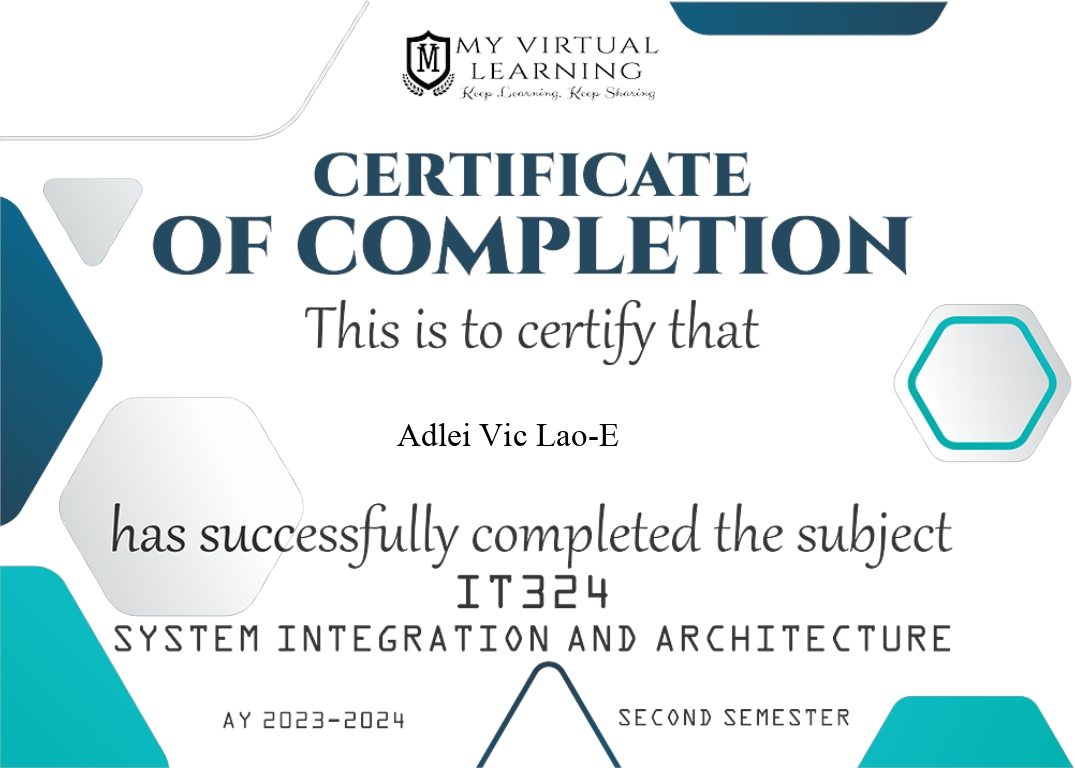 M
MY VIRTUAL
LEARNING
Keep Learning, Keep Sharing
CERTIFICATE
OF COMPLETION
This is to certify that
Adlei Vic Lao-E
has successfully completed the subject
IT324
SYSTEM INTEGRATION AND ARCHITECTURE
AY 2023-2024
SECOND SEMESTER